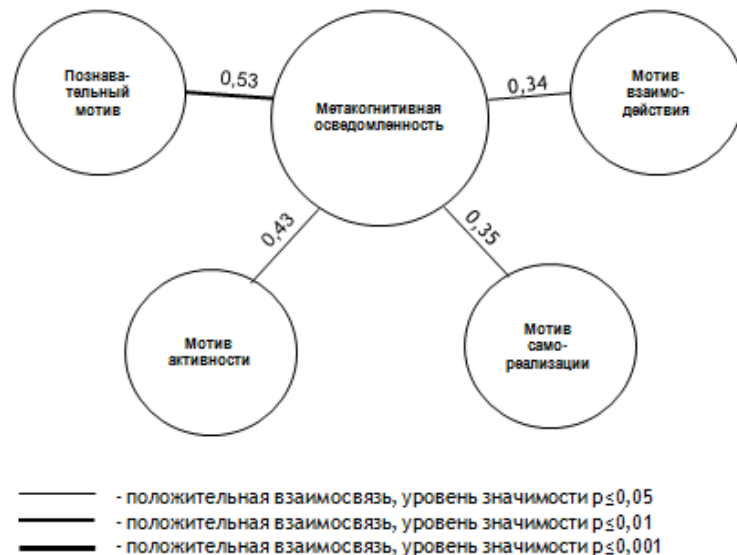 Познава-
тельный
мотив
0,53
Метакогнитивная
осведомленность
0,34
Мотив
взаимо-
действия
0,43
0,35
Мотив
активности
Мотив
само-
реализации
- положительная взаимосвязь, уровень значимости p≤0,05
- положительная взаимосвязь, уровень значимости p≤0,01
- положительная взаимосвязь, уровень значимости p≤0,001